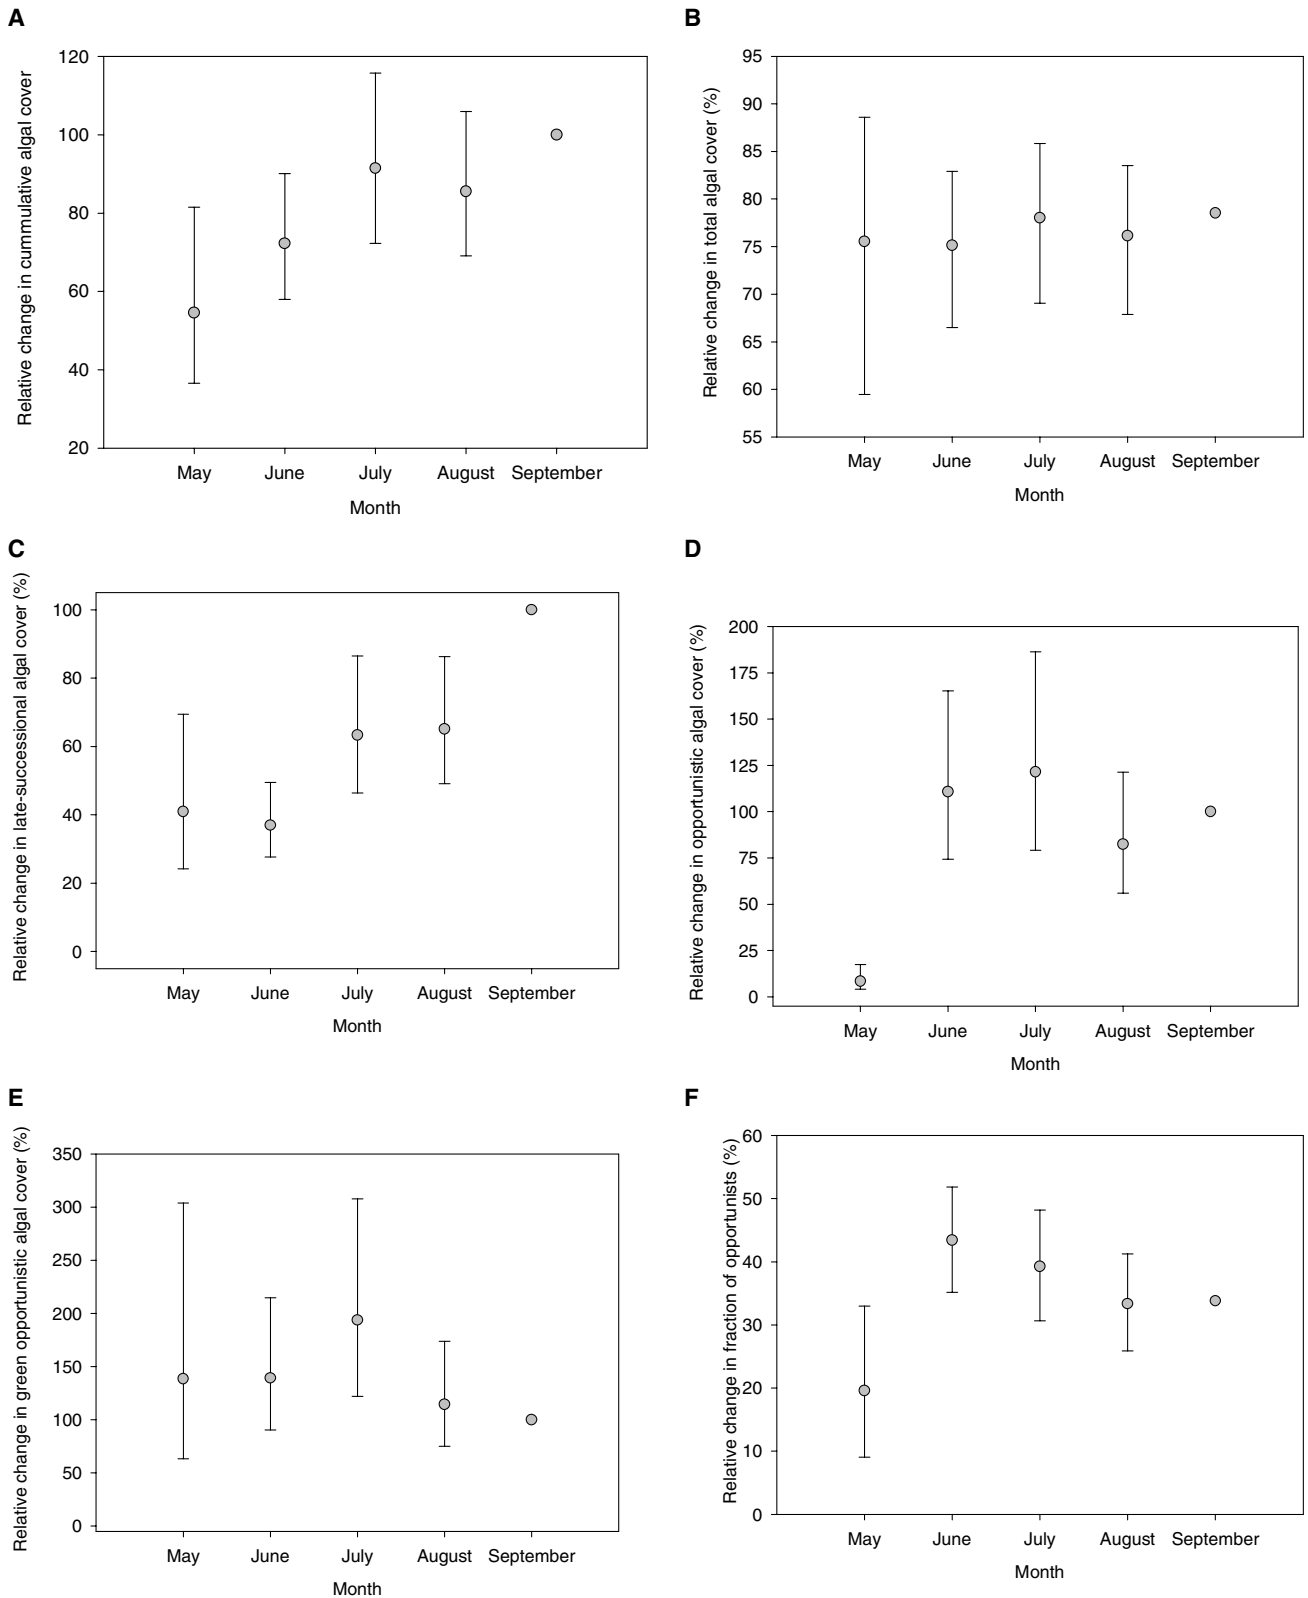 A
Relative change in cummulative algal cover
120
100
80
60
40
20
May June July August September
Month
B
Relative change in total algal cover (%)
95
90
85
80
75
70
65
60
55
May June July August September
Month
C
Relative change in late-successional algal cover (%)
100
80
60
40
20
0
May June July August September
Month
D
Relative change in opportunistic algal cover (%)
200
175
150
125
100
75
50
25
0
May June July August September
Month
E
Relative change in green opportunistic algal cover (%)
350
300
250
200
150
100
50
0
May June July August September
Month
F
Relative change in fraction of opportunists (%)
60
50
40
30
20
10
0
May June July August September
Month